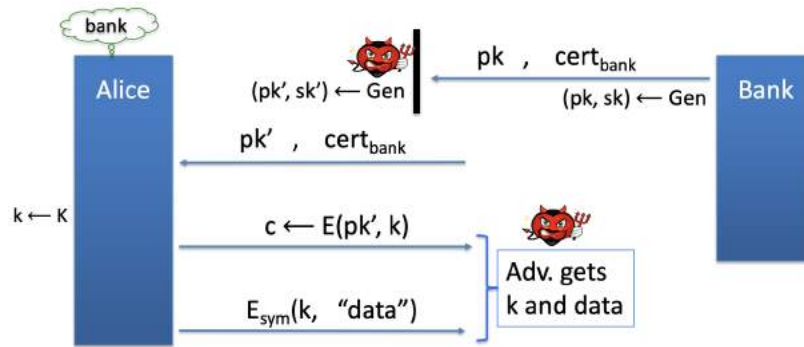 bank
Alice
pk , cert_bank
Bank
(pk', sk') ← Gen
(pk, sk) ← Gen
pk' , cert_bank
k ← K
c ← E(pk', k)
Adv. gets
k and data
E_sym(k, “data”)